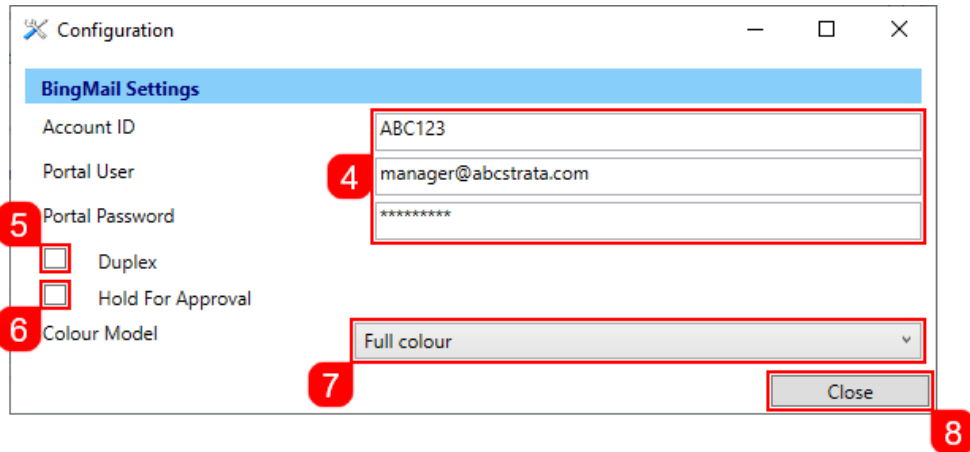 Configuration
BingMail Settings
Account ID
ABC123
Portal User
4
manager@abcstrata.com
Portal Password
*********
5
Duplex
Hold For Approval
6
Colour Model
Full colour
7
Close
8